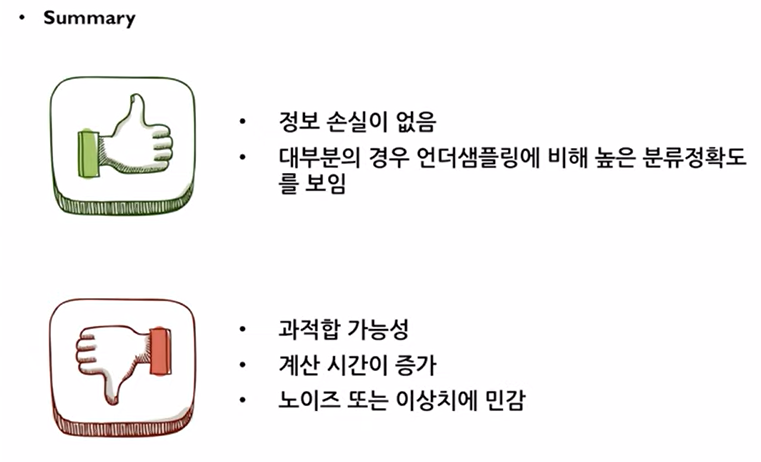 • Summary
• 정보 손실이 없음
• 대부분의 경우 언더샘플링에 비해 높은 분류정확도
를 보임
• 과적합 가능성
• 계산 시간이 증가
• 노이즈 또는 이상치에 민감